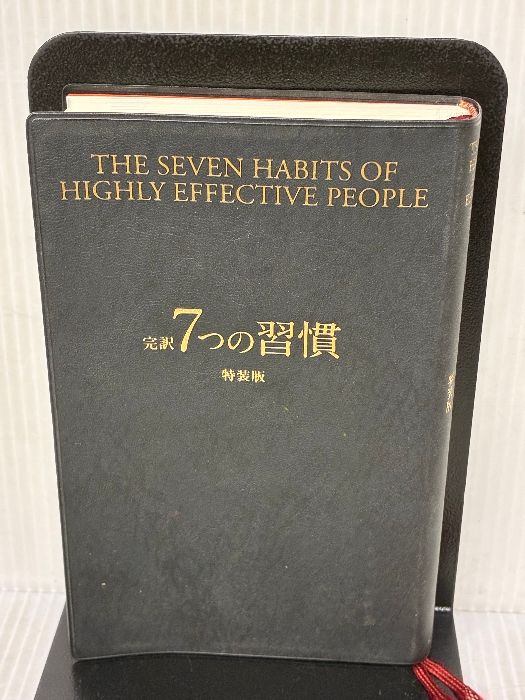 THE SEVEN HABITS OF
HIGHLY EFFECTIVE PEOPLE
完訳 7つの習慣
特装版